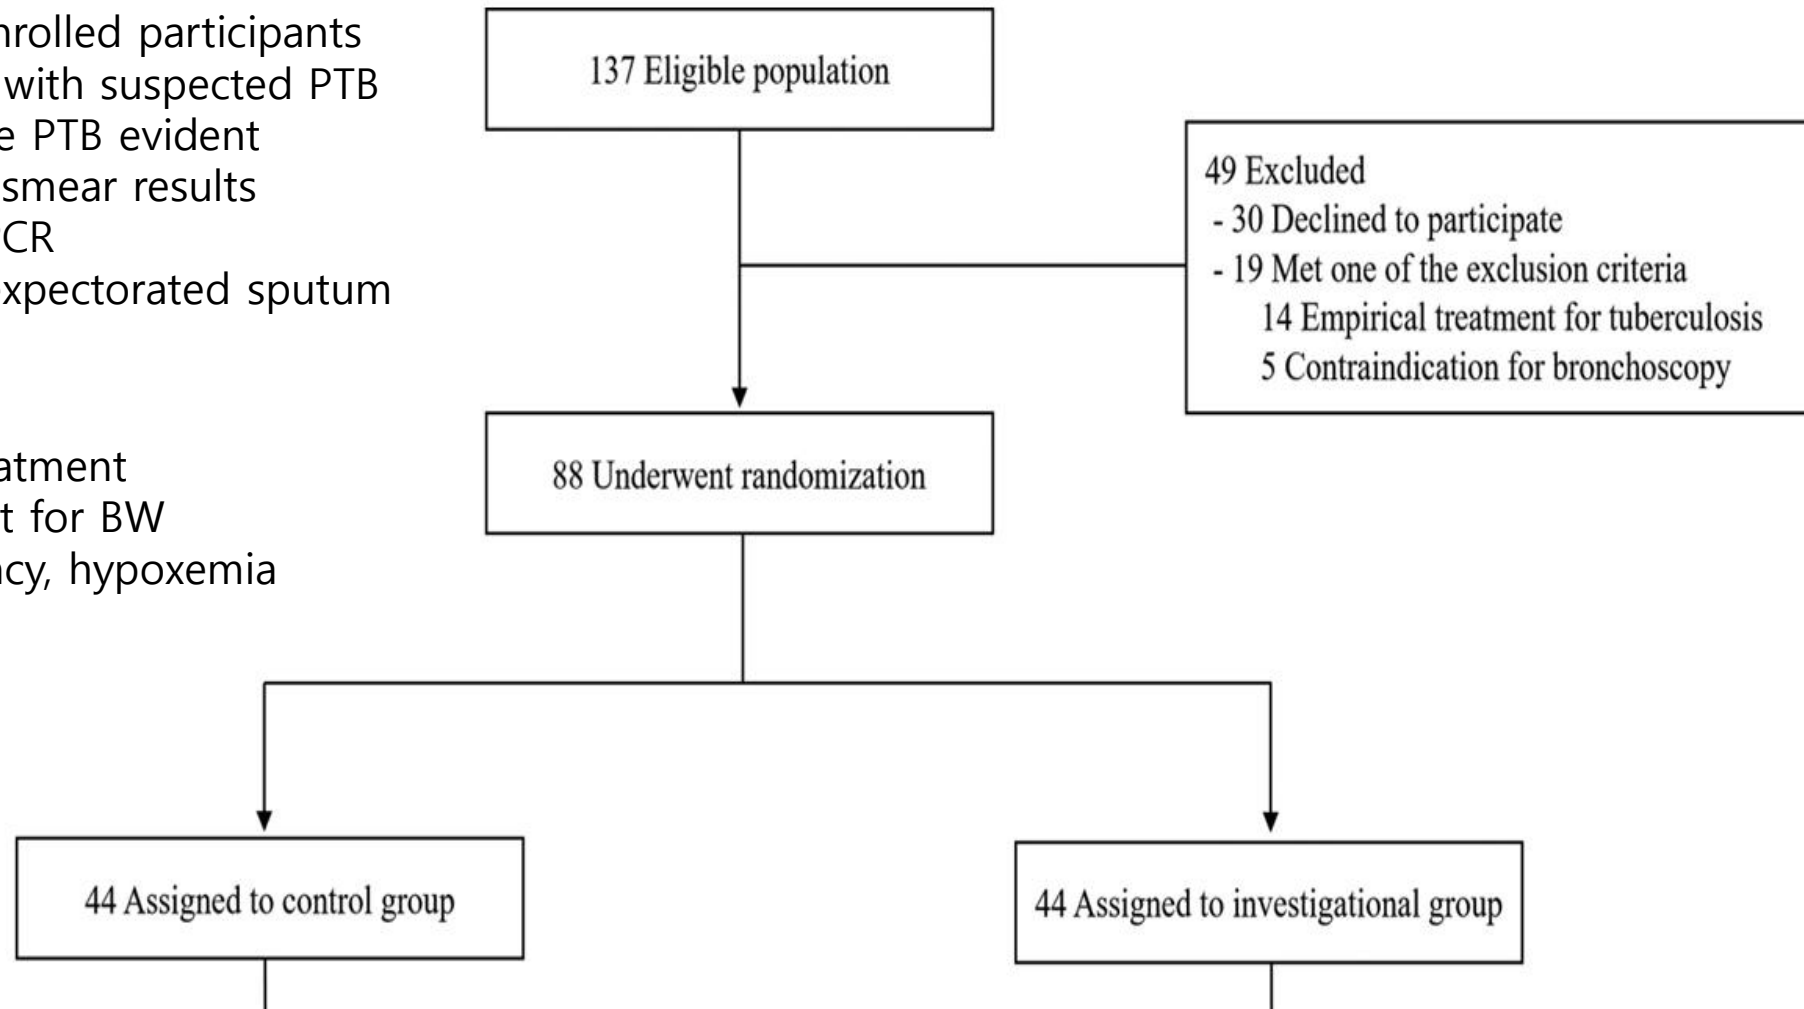 nrolled participants
with suspected PTB
e PTB evident
smear results
CR
expectorated sputum
atment
t for BW
cy, hypoxemia
137 Eligible population
49 Excluded
- 30 Declined to participate
- 19 Met one of the exclusion criteria
14 Empirical treatment for tuberculosis
5 Contraindication for bronchoscopy
88 Underwent randomization
44 Assigned to control group
44 Assigned to investigational group